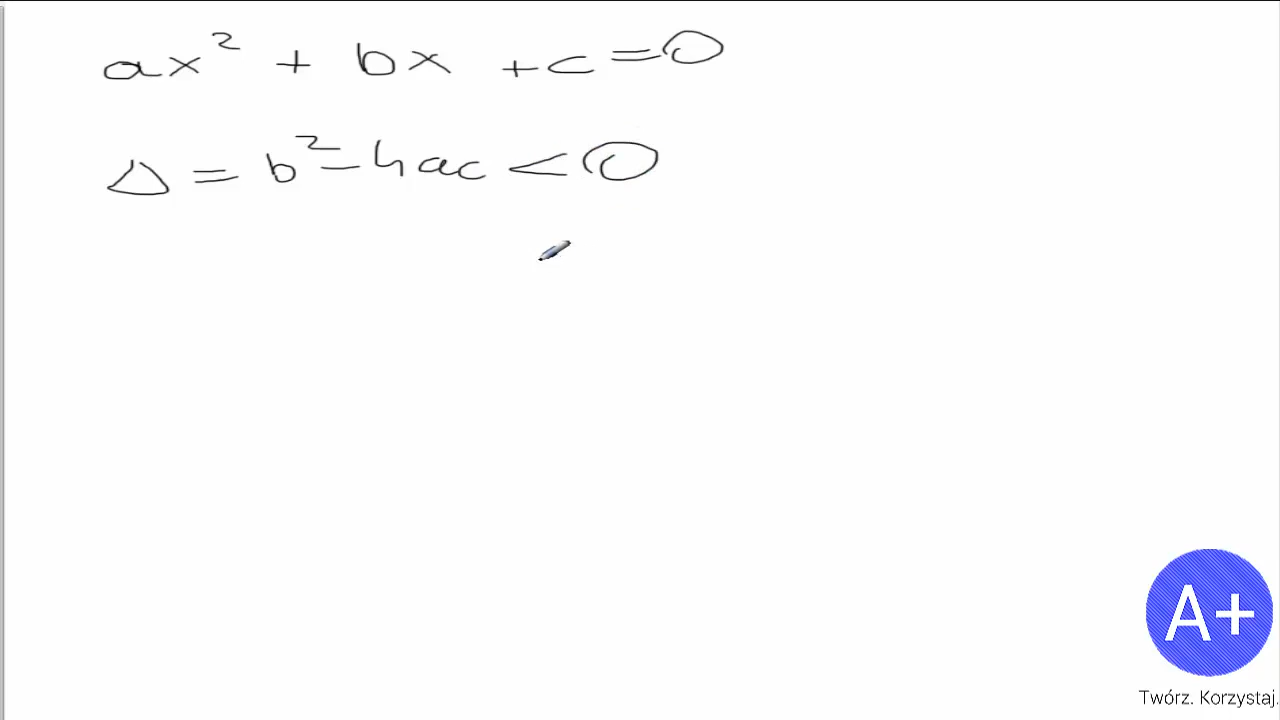 ax² + bx + c = 0
Δ = b² - 4ac < 0
A+
Twórz. Korzystaj.